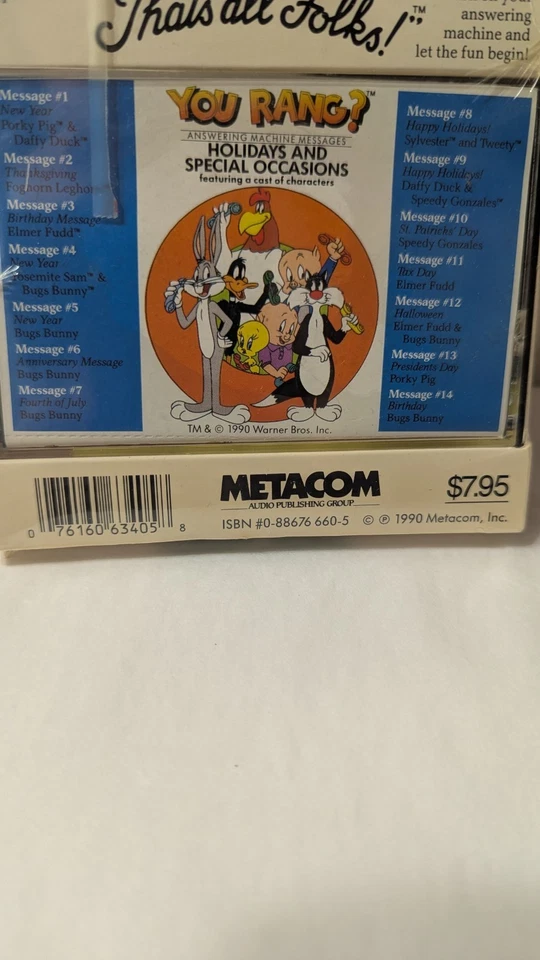 That's all Folks!™
answering
machine and
let the fun begin!
Message #1
New Year
Porky Pig™ &
Daffy Duck™
Message #2
Thanksgiving
Foghorn Leghorn™
Message #3
Birthday Message
Elmer Fudd™
Message #4
New Year
Yosemite Sam™ &
Bugs Bunny™
Message #5
New Year
Bugs Bunny
Message #6
Anniversary Message
Bugs Bunny
Message #7
Fourth of July
Bugs Bunny
YOU RANG?™
ANSWERING MACHINE MESSAGES
HOLIDAYS AND
SPECIAL OCCASIONS
featuring a cast of characters
TM & © 1990 Warner Bros. Inc.
Message #8
Happy Holidays!
Sylvester™ and Tweety™
Message #9
Happy Holidays!
Daffy Duck &
Speedy Gonzales™
Message #10
St. Patricks' Day
Speedy Gonzales
Message #11
Tax Day
Elmer Fudd
Message #12
Halloween
Elmer Fudd &
Bugs Bunny
Message #13
Presidents Day
Porky Pig
Message #14
Birthday
Bugs Bunny
0 76160 63405 8
METACOM
AUDIO PUBLISHING GROUP
$7.95
ISBN #0-88676 660-5 © ℗ 1990 Metacom, Inc.